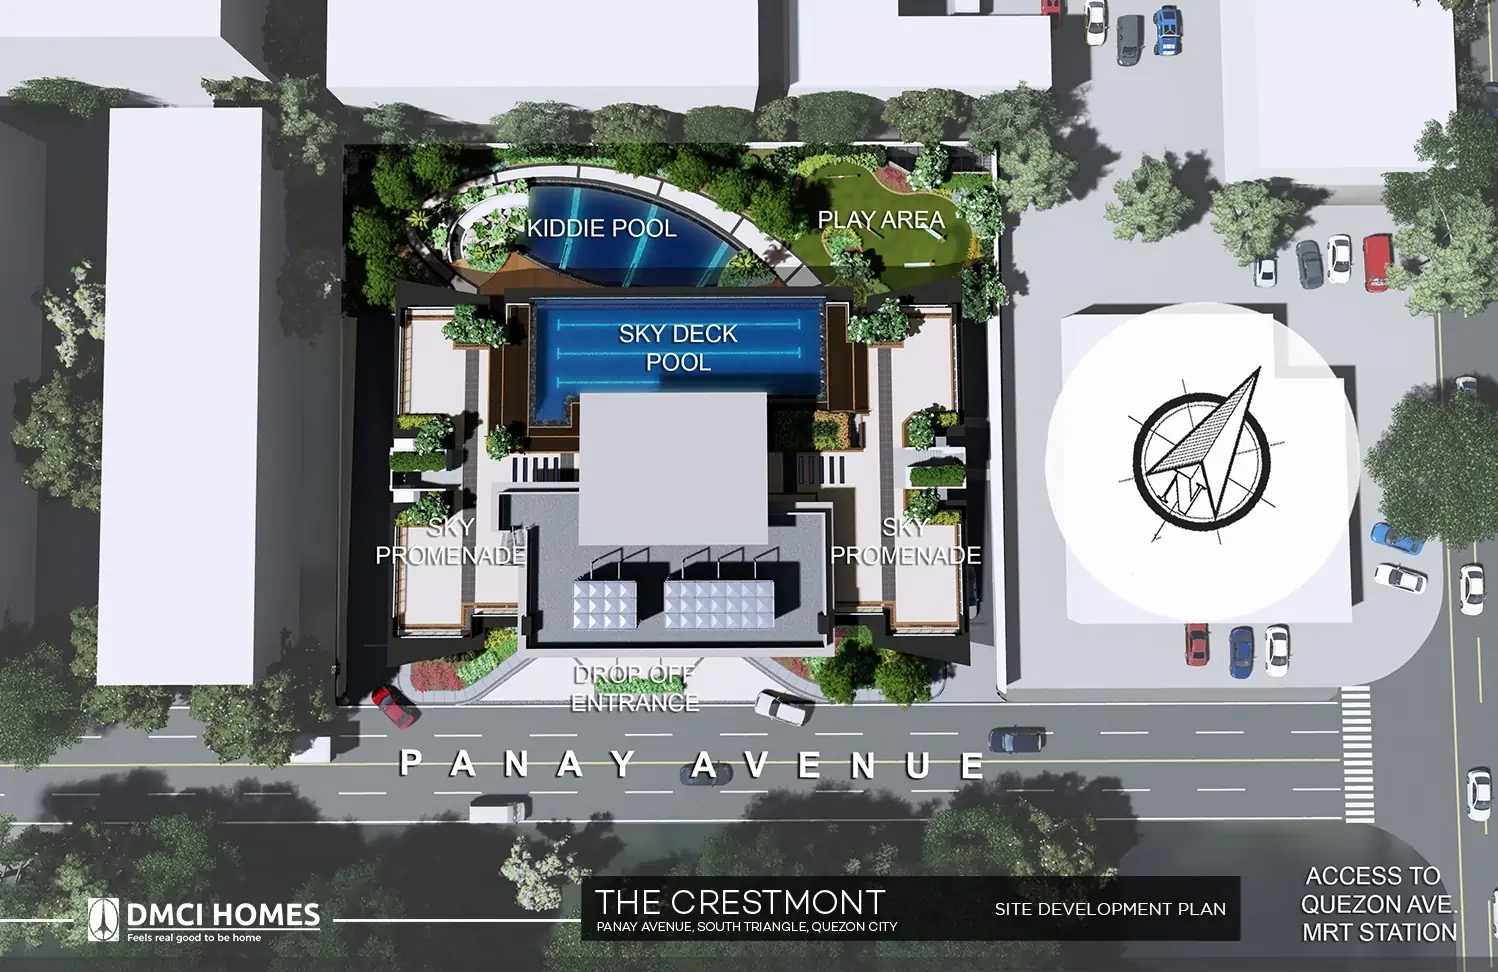 KIDDIE POOL
PLAY AREA
SKY DECK
POOL
SKY
PROMENADE
SKY
PROMENADE
N
DROP OFF
ENTRANCE
PANAY AVENUE
ACCESS TO
QUEZON AVE.
MRT STATION
DMCI HOMES
Feels real good to be home
THE CRESTMONT
PANAY AVENUE, SOUTH TRIANGLE, QUEZON CITY
SITE DEVELOPMENT PLAN